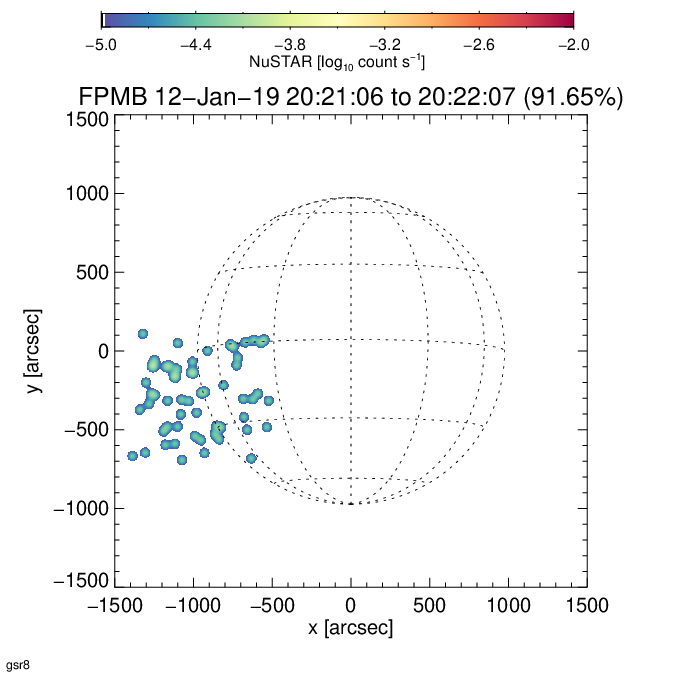 −5.0 −4.4 −3.8 −3.2 −2.6 −2.0
NuSTAR [log10 count s−1]
FPMB 12−Jan−19 20:21:06 to 20:22:07 (91.65%)
1500
1000
500
0
−500
−1000
−1500
y [arcsec]
−1500 −1000 −500 0 500 1000 1500
x [arcsec]
gsr8